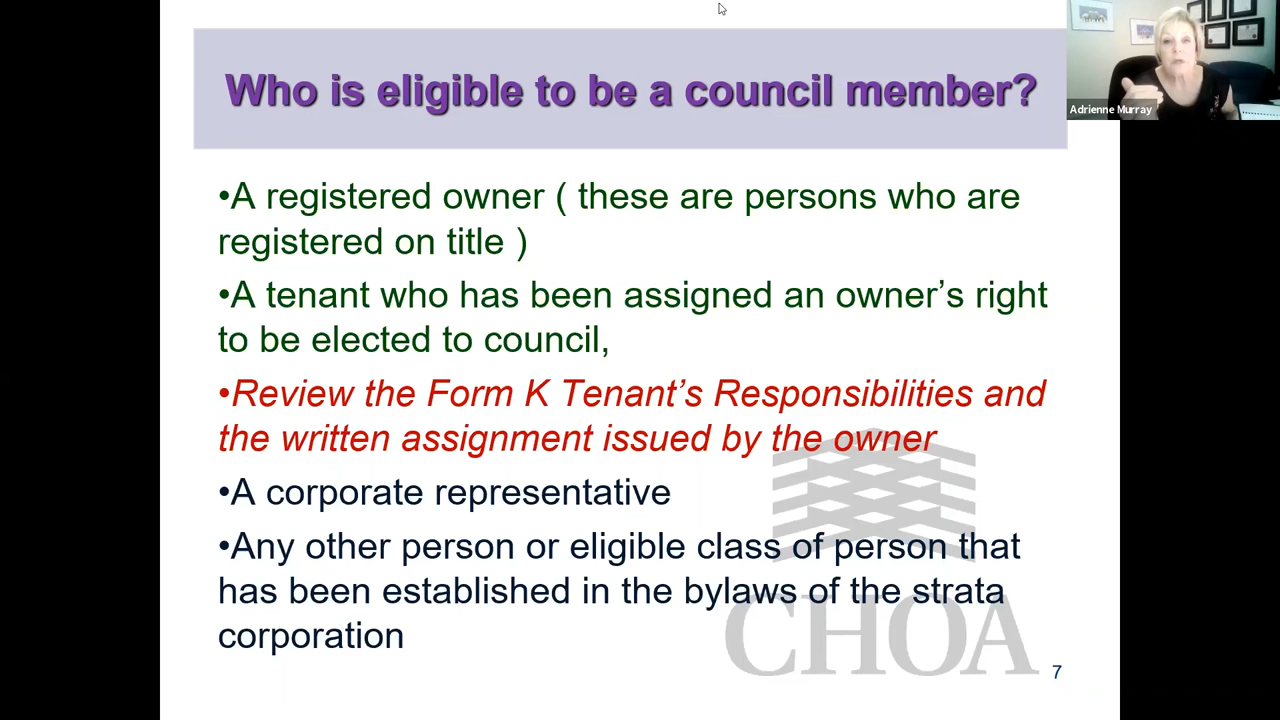 Who is eligible to be a council member?
Adrienne Murray
•A registered owner ( these are persons who are
registered on title )
•A tenant who has been assigned an owner’s right
to be elected to council,
•Review the Form K Tenant’s Responsibilities and
the written assignment issued by the owner
•A corporate representative
•Any other person or eligible class of person that
has been established in the bylaws of the strata
corporation
CHOA
7